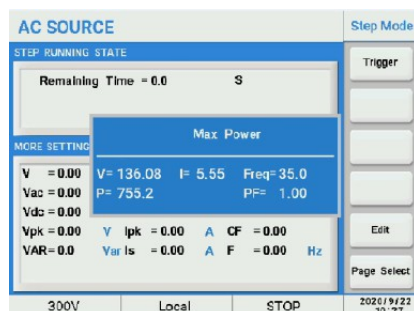 AC SOURCE
Step Mode
STEP RUNNING STATE
Remaining Time = 0.0 S
Trigger
Max Power
MORE SETTING
V = 0.00
V= 136.08 I= 5.55 Freq= 35.0
Vac = 0.00
P= 755.2 PF= 1.00
Vdc = 0.00
Vpk = 0.00 V Ipk = 0.00 A CF = 0.00
VAR= 0.0 Var Is = 0.00 A F = 0.00 Hz
Edit
Page Select
300V Local STOP
2020/9/22